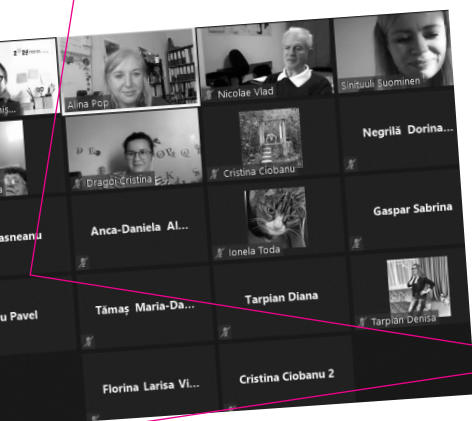 Alina Pop
Nicolae Vlad
Sinituuli Suominen
Dragoi Cristina
Cristina Ciobanu
Negrilă Dorina...
asneanu
Anca-Daniela Al...
Ionela Toda
Gaspar Sabrina
u Pavel
Tămaș Maria-Da...
Tarpian Diana
Tarpian Denisa
Florina Larisa Vi...
Cristina Ciobanu 2